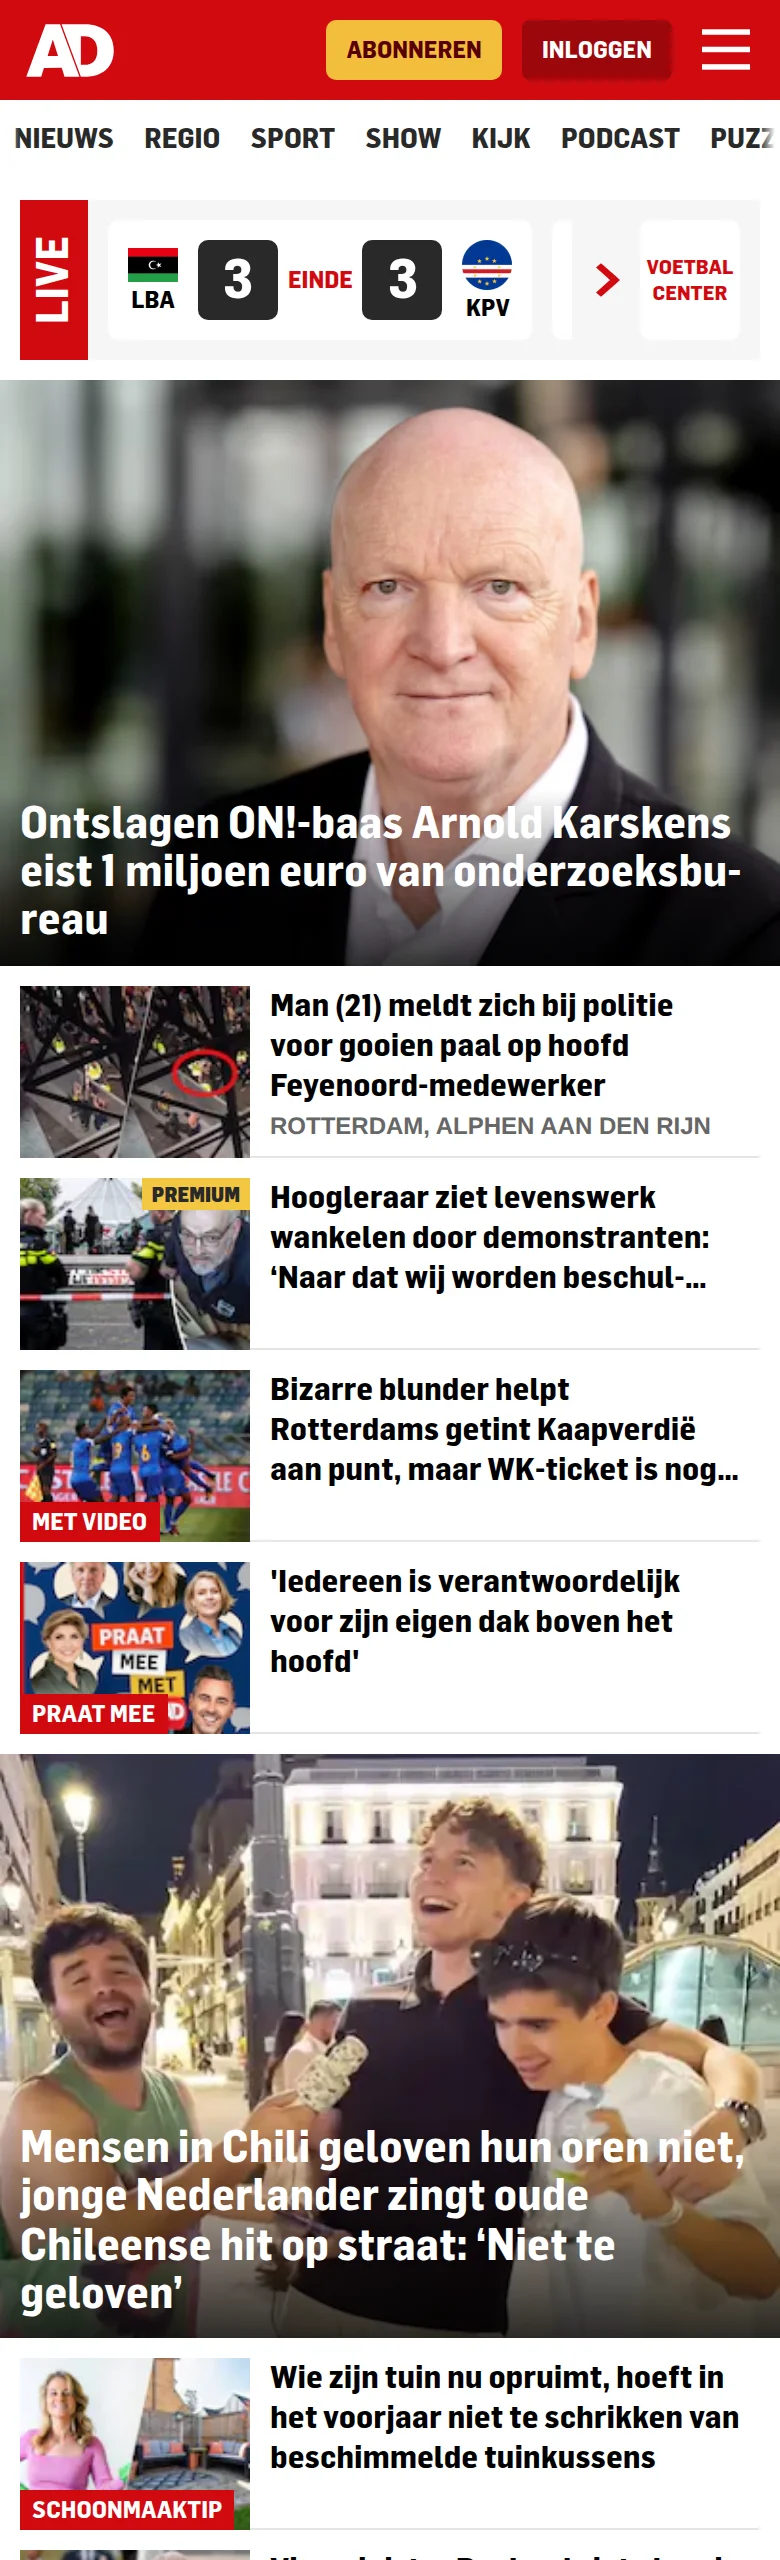 AD
ABONNEREN
INLOGGEN
NIEUWS REGIO SPORT SHOW KIJK PODCAST PUZZ
LIVE
LBA
3
EINDE
3
KPV
VOETBAL
CENTER
Ontslagen ON!-baas Arnold Karskens
eist 1 miljoen euro van onderzoeksbu-
reau
Man (21) meldt zich bij politie
voor gooien paal op hoofd
Feyenoord-medewerker
ROTTERDAM, ALPHEN AAN DEN RIJN
PREMIUM
Hoogleraar ziet levenswerk
wankelen door demonstranten:
‘Naar dat wij worden beschul-...
Bizarre blunder helpt
Rotterdams getint Kaapverdië
aan punt, maar WK-ticket is nog...
MET VIDEO
'Iedereen is verantwoordelijk
voor zijn eigen dak boven het
hoofd'
PRAAT
MEE
MET
PRAAT MEE
Mensen in Chili geloven hun oren niet,
jonge Nederlander zingt oude
Chileense hit op straat: ‘Niet te
geloven’
Wie zijn tuin nu opruimt, hoeft in
het voorjaar niet te schrikken van
beschimmelde tuinkussens
SCHOONMAAKTIP